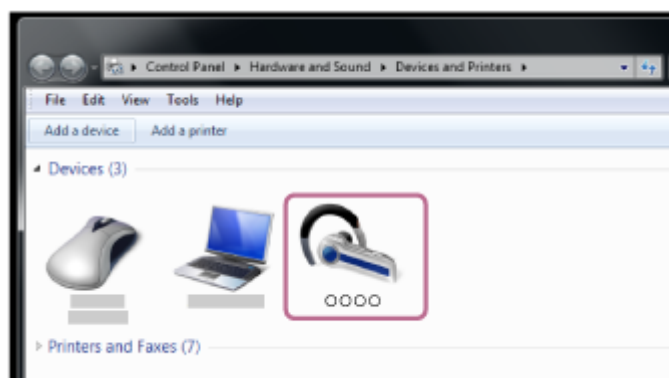 Control Panel ▸ Hardware and Sound ▸ Devices and Printers ▸
File Edit View Tools Help
Add a device Add a printer
Devices (3)
○○○○
Printers and Faxes (7)